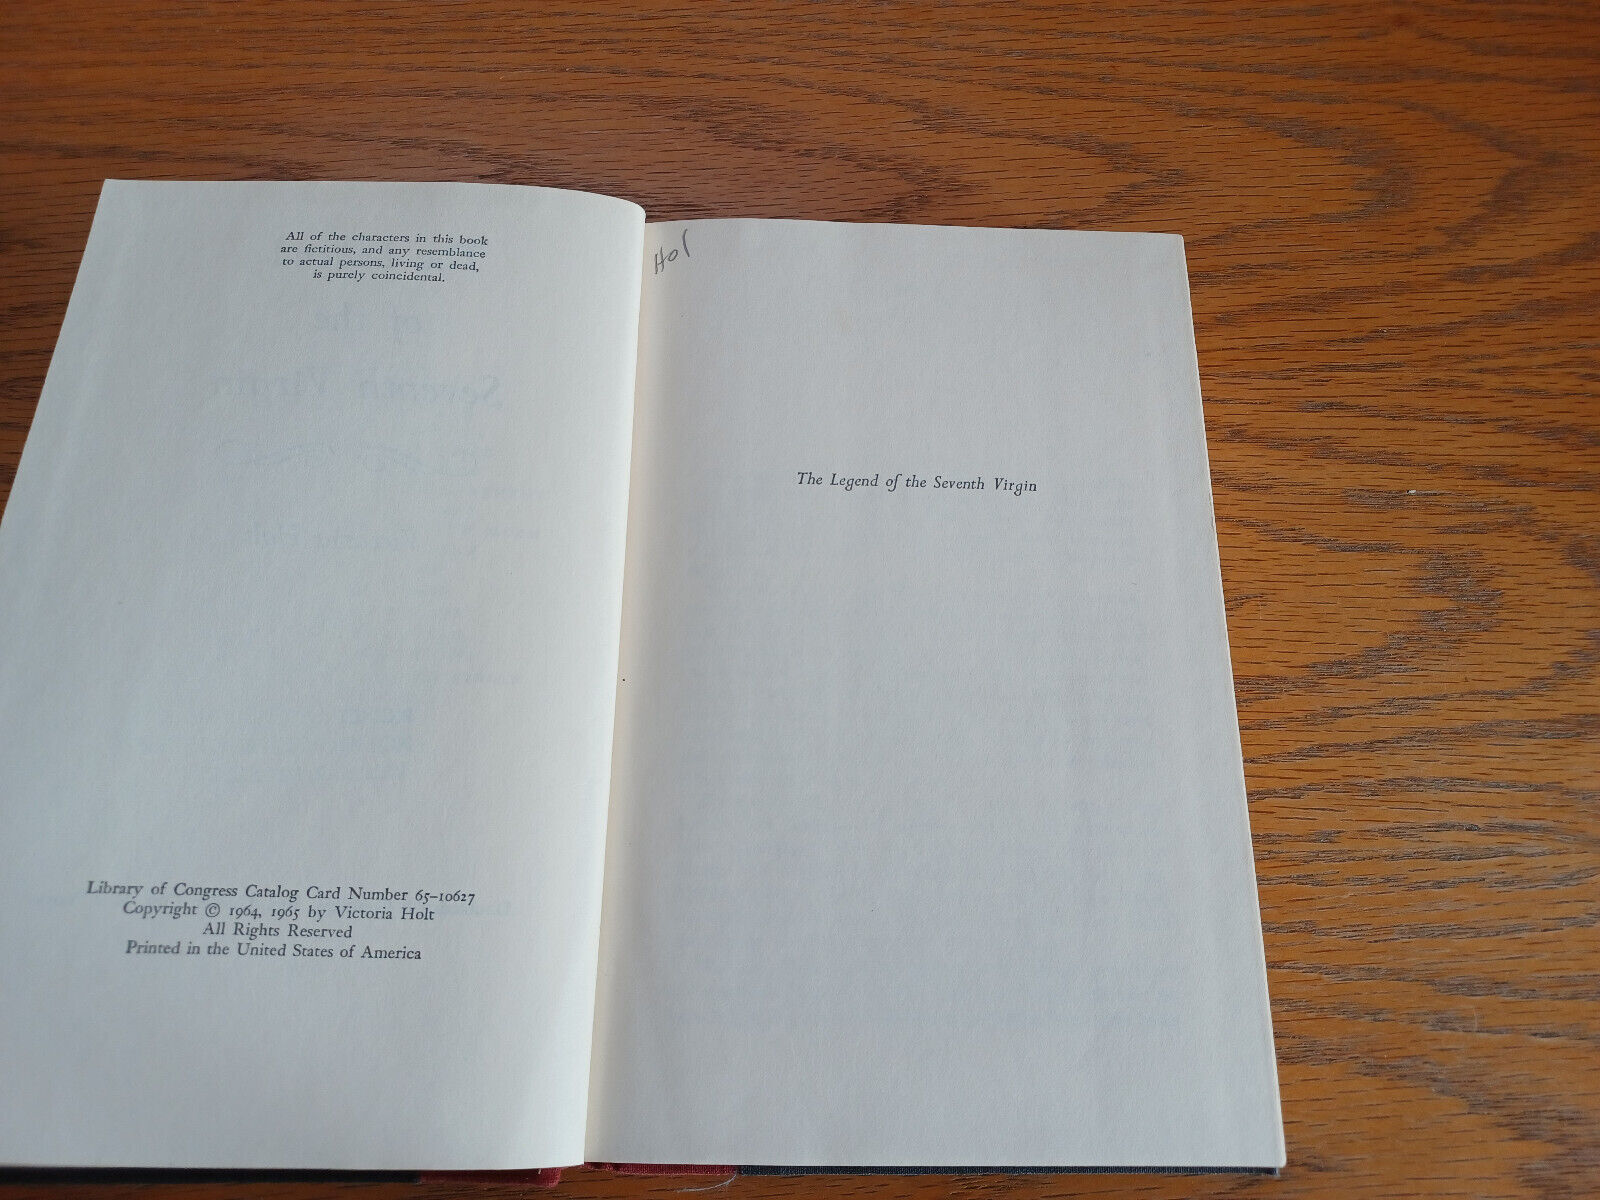 All of the characters in this book
are fictitious, and any resemblance
to actual persons, living or dead,
is purely coincidental.
Library of Congress Catalog Card Number 65–10627
Copyright © 1964, 1965 by Victoria Holt
All Rights Reserved
Printed in the United States of America
Hol
The Legend of the Seventh Virgin